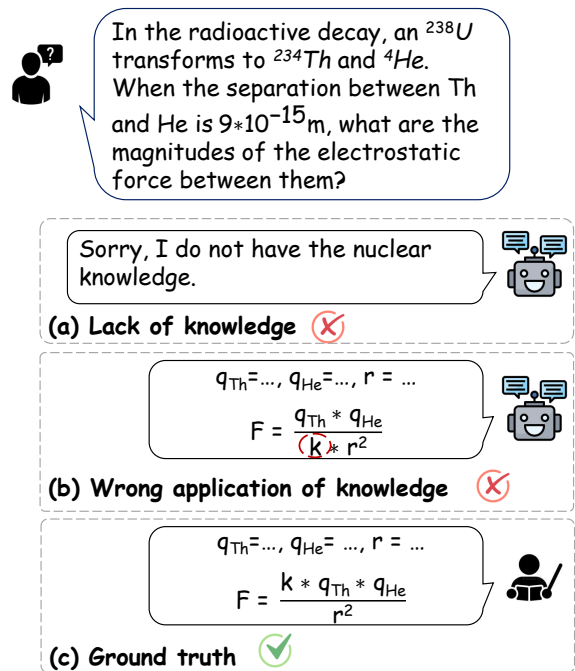 ?
In the radioactive decay, an ²³⁸U
transforms to ²³⁴Th and ⁴He.
When the separation between Th
and He is 9*10⁻¹⁵m, what are the
magnitudes of the electrostatic
force between them?
Sorry, I do not have the nuclear
knowledge.
(a) Lack of knowledge
q_Th=..., q_He=..., r = ...
F = (q_Th * q_He) / (k * r²)
(b) Wrong application of knowledge
q_Th=..., q_He= ..., r = ...
F = (k * q_Th * q_He) / r²
(c) Ground truth